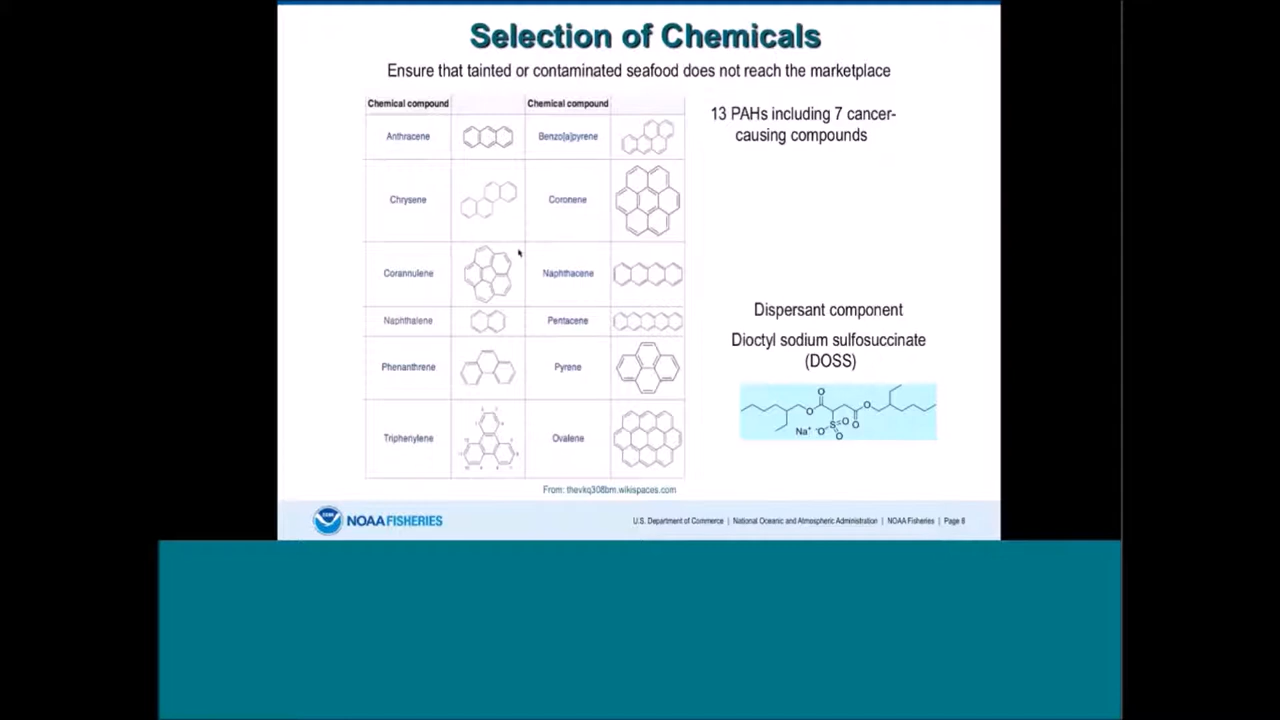 Selection of Chemicals
Ensure that tainted or contaminated seafood does not reach the marketplace
Chemical compound Chemical compound
Anthracene Benzo[a]pyrene
Chrysene Coronene
Corannulene Naphthacene
Naphthalene Pentacene
Phenanthrene Pyrene
Triphenylene Ovalene
From: thevkq308bm.wikispaces.com
13 PAHs including 7 cancer-
causing compounds
Dispersant component
Dioctyl sodium sulfosuccinate
(DOSS)
O
O O
O
S O
Na⁺ ⁻O
O
NOAA FISHERIES
U.S. Department of Commerce | National Oceanic and Atmospheric Administration | NOAA Fisheries | Page 8